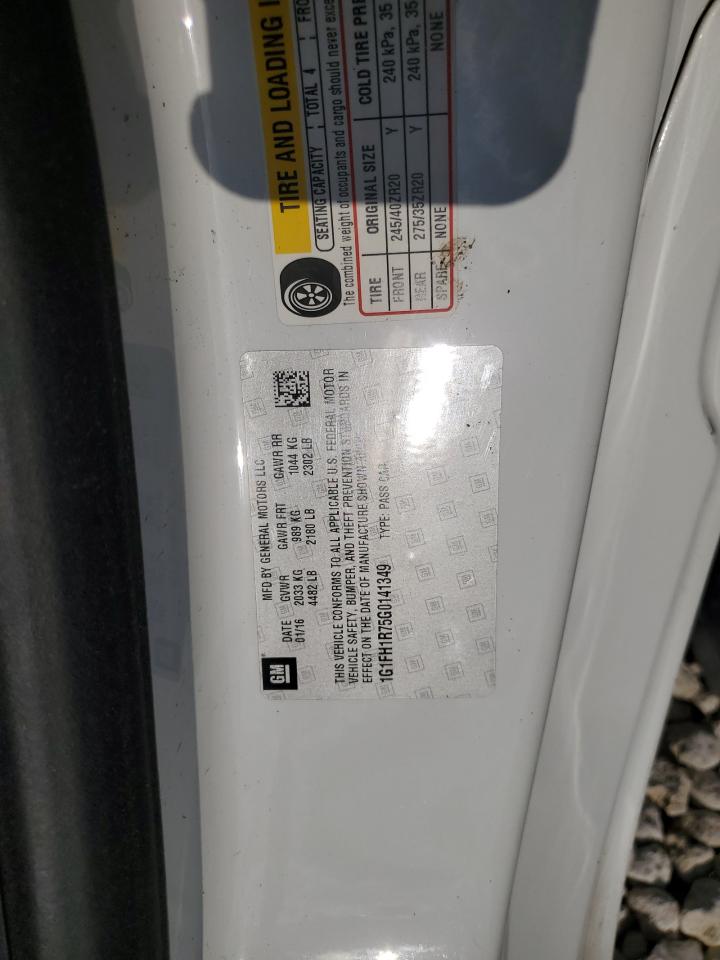 TIRE AND LOADING I
SEATING CAPACITY TOTAL 4 FRO
The combined weight of occupants and cargo should never exce
TIRE ORIGINAL SIZE COLD TIRE PRE
FRONT 245/40ZR20 Y 240 kPa, 35
REAR 275/35ZR20 Y 240 kPa, 35
SPARE NONE NONE
GM
MFD BY GENERAL MOTORS LLC
DATE GVWR GAWR FRT GAWR RR
01/16 2033 KG 989 KG 1044 KG
4482 LB 2180 LB 2302 LB
THIS VEHICLE CONFORMS TO ALL APPLICABLE U.S. FEDERAL MOTOR
VEHICLE SAFETY, BUMPER, AND THEFT PREVENTION STANDARDS IN
EFFECT ON THE DATE OF MANUFACTURE SHOWN
1G1FH1R75G0141349 TYPE: PASS CAR